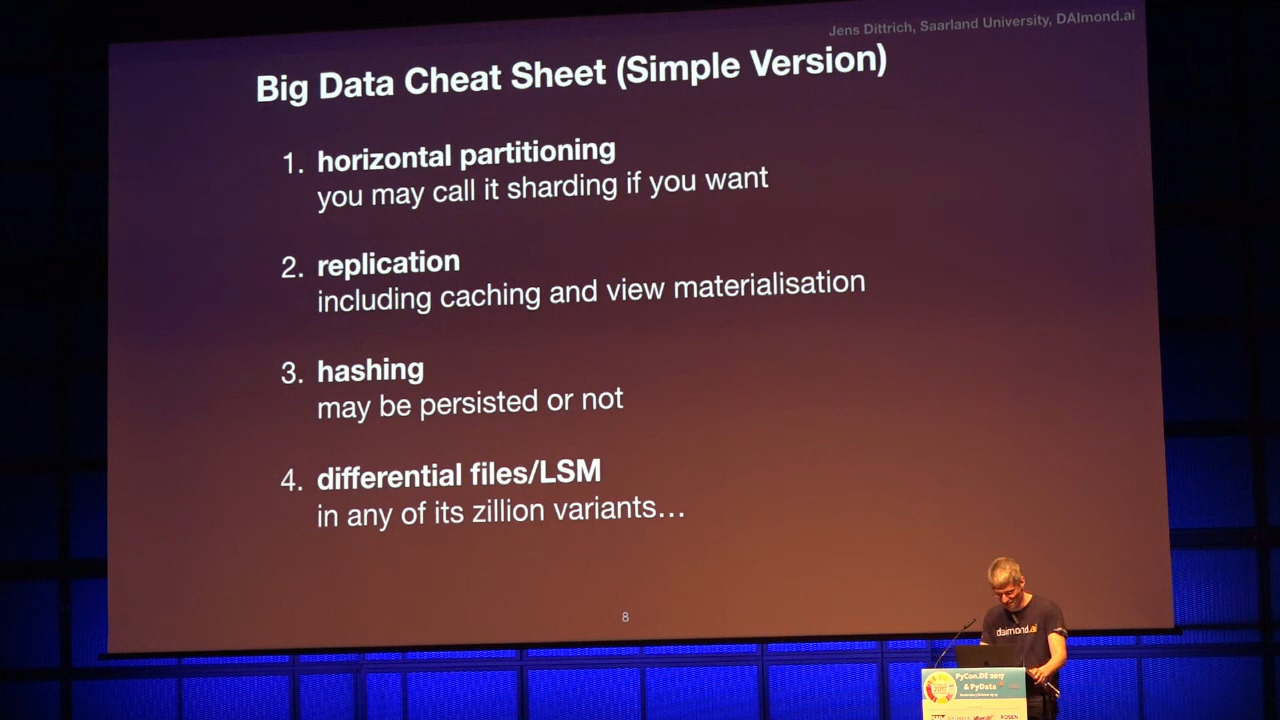 Jens Dittrich, Saarland University, DAImond.ai
Big Data Cheat Sheet (Simple Version)
1. horizontal partitioning
you may call it sharding if you want
2. replication
including caching and view materialisation
3. hashing
may be persisted or not
4. differential files/LSM
in any of its zillion variants…
8
daimond.ai
PyCon.DE 2017
& PyData
2017
ROSEN